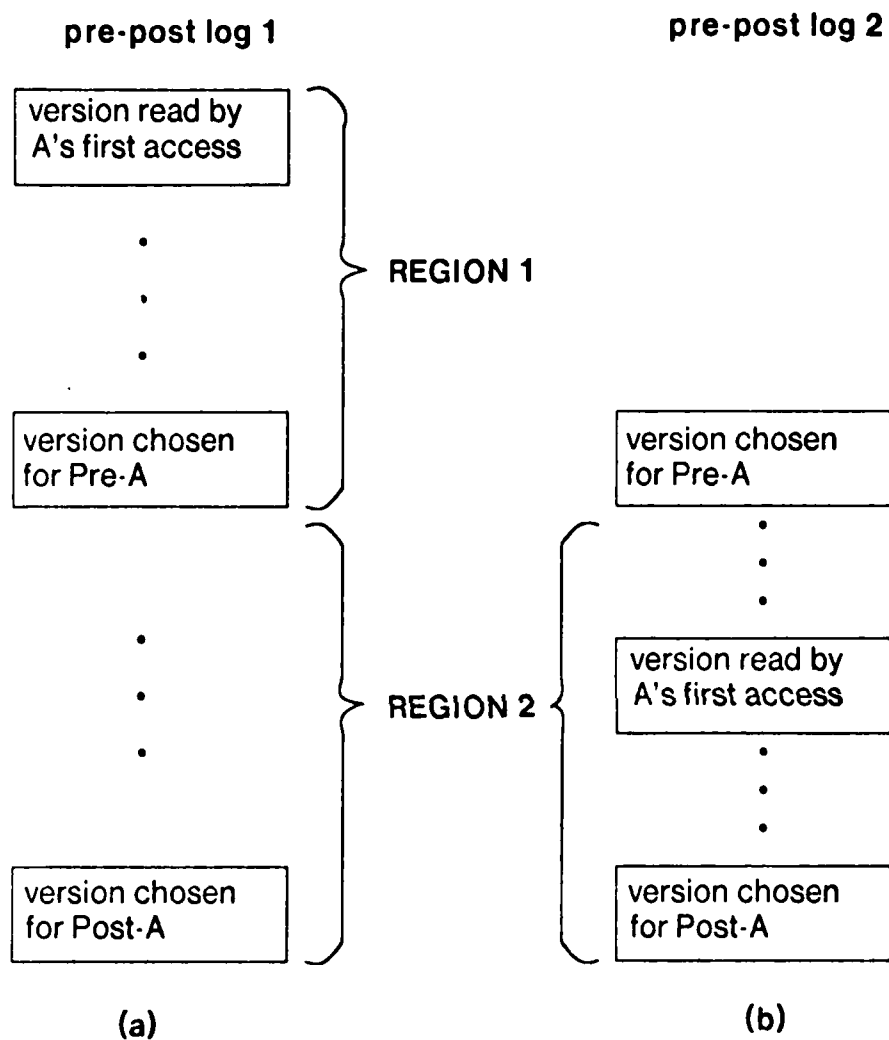 pre-post log 1
version read by
A's first access
REGION 1
version chosen
for Pre-A
REGION 2
version chosen
for Post-A
(a)
pre-post log 2
version chosen
for Pre-A
version read by
A's first access
version chosen
for Post-A
(b)